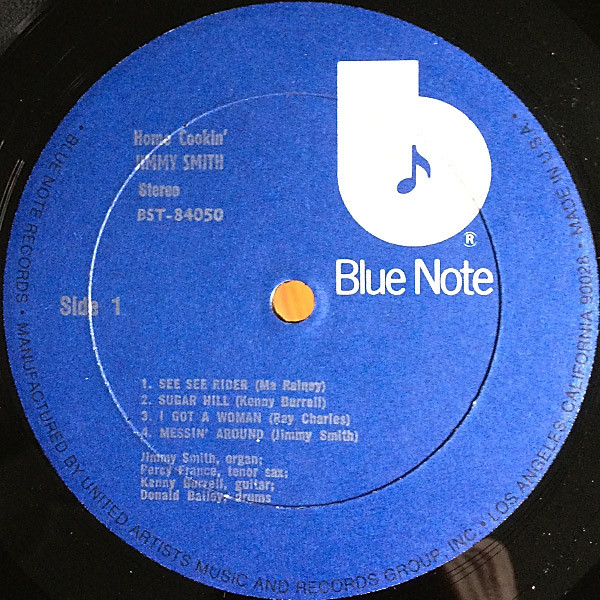 Home Cookin'
JIMMY SMITH
Stereo
BST-84050
®
Blue Note
Side 1
1. SEE SEE RIDER (Ma Rainey)
2. SUGAR HILL (Kenny Burrell)
3. I GOT A WOMAN (Ray Charles)
4. MESSIN' AROUND (Jimmy Smith)
Jimmy Smith, organ;
Percy France, tenor sax;
Kenny Burrell, guitar;
Donald Bailey, drums
• BLUE NOTE RECORDS • MANUFACTURED BY UNITED ARTISTS MUSIC AND RECORDS GROUP, INC. • LOS ANGELES, CALIFORNIA 90028 • MADE IN U.S.A. •